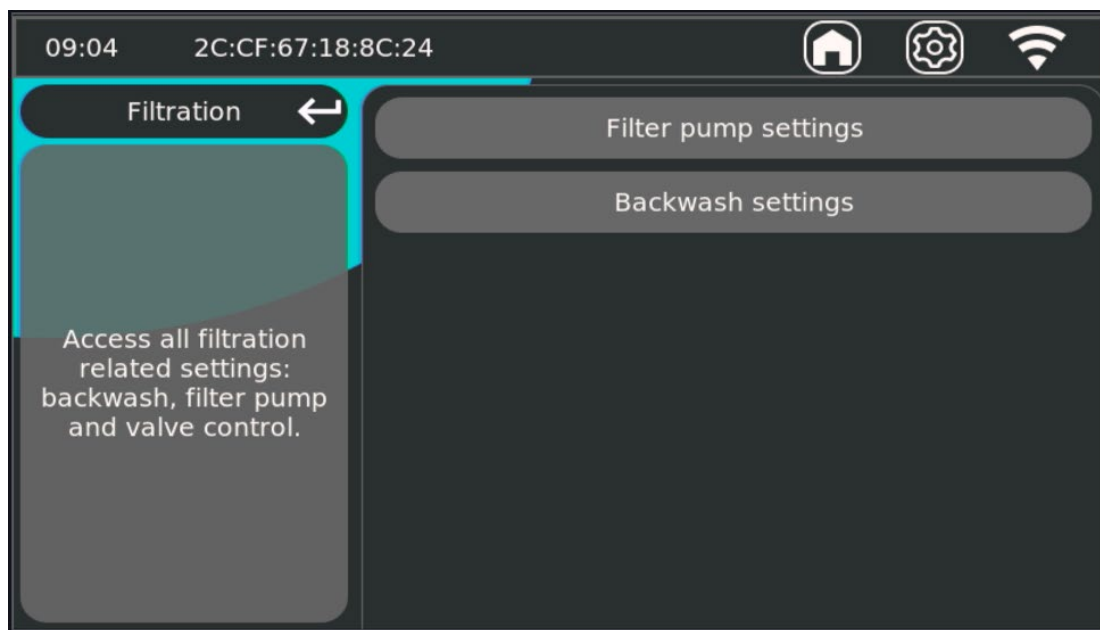 09:04 2C:CF:67:18:8C:24
Filtration
Access all filtration
related settings:
backwash, filter pump
and valve control.
Filter pump settings
Backwash settings